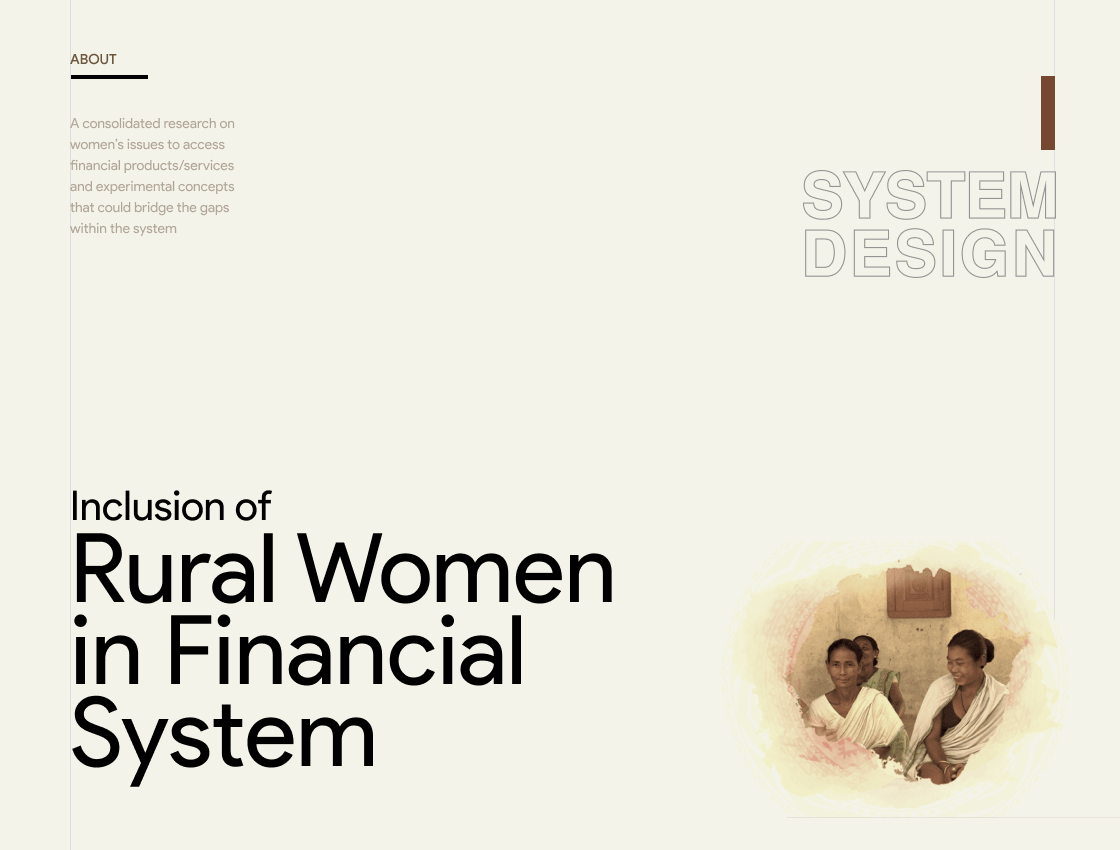 ABOUT
A consolidated research on
women's issues to access
financial products/services
and experimental concepts
that could bridge the gaps
within the system
SYSTEM
DESIGN
Inclusion of
Rural Women
in Financial
System